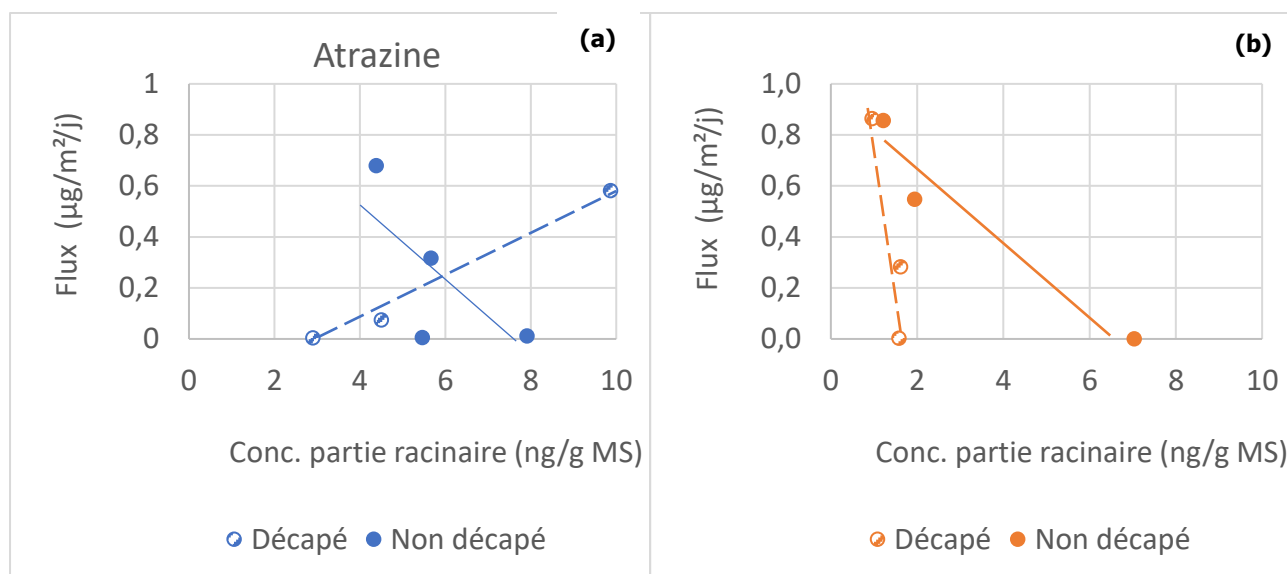 (a)
Atrazine
Flux (µg/m²/j)
1
0,8
0,6
0,4
0,2
0
0 2 4 6 8 10
Conc. partie racinaire (ng/g MS)
Décapé Non décapé
(b)
Flux (µg/m²/j)
1,0
0,8
0,6
0,4
0,2
0,0
0 2 4 6 8 10
Conc. partie racinaire (ng/g MS)
Décapé Non décapé